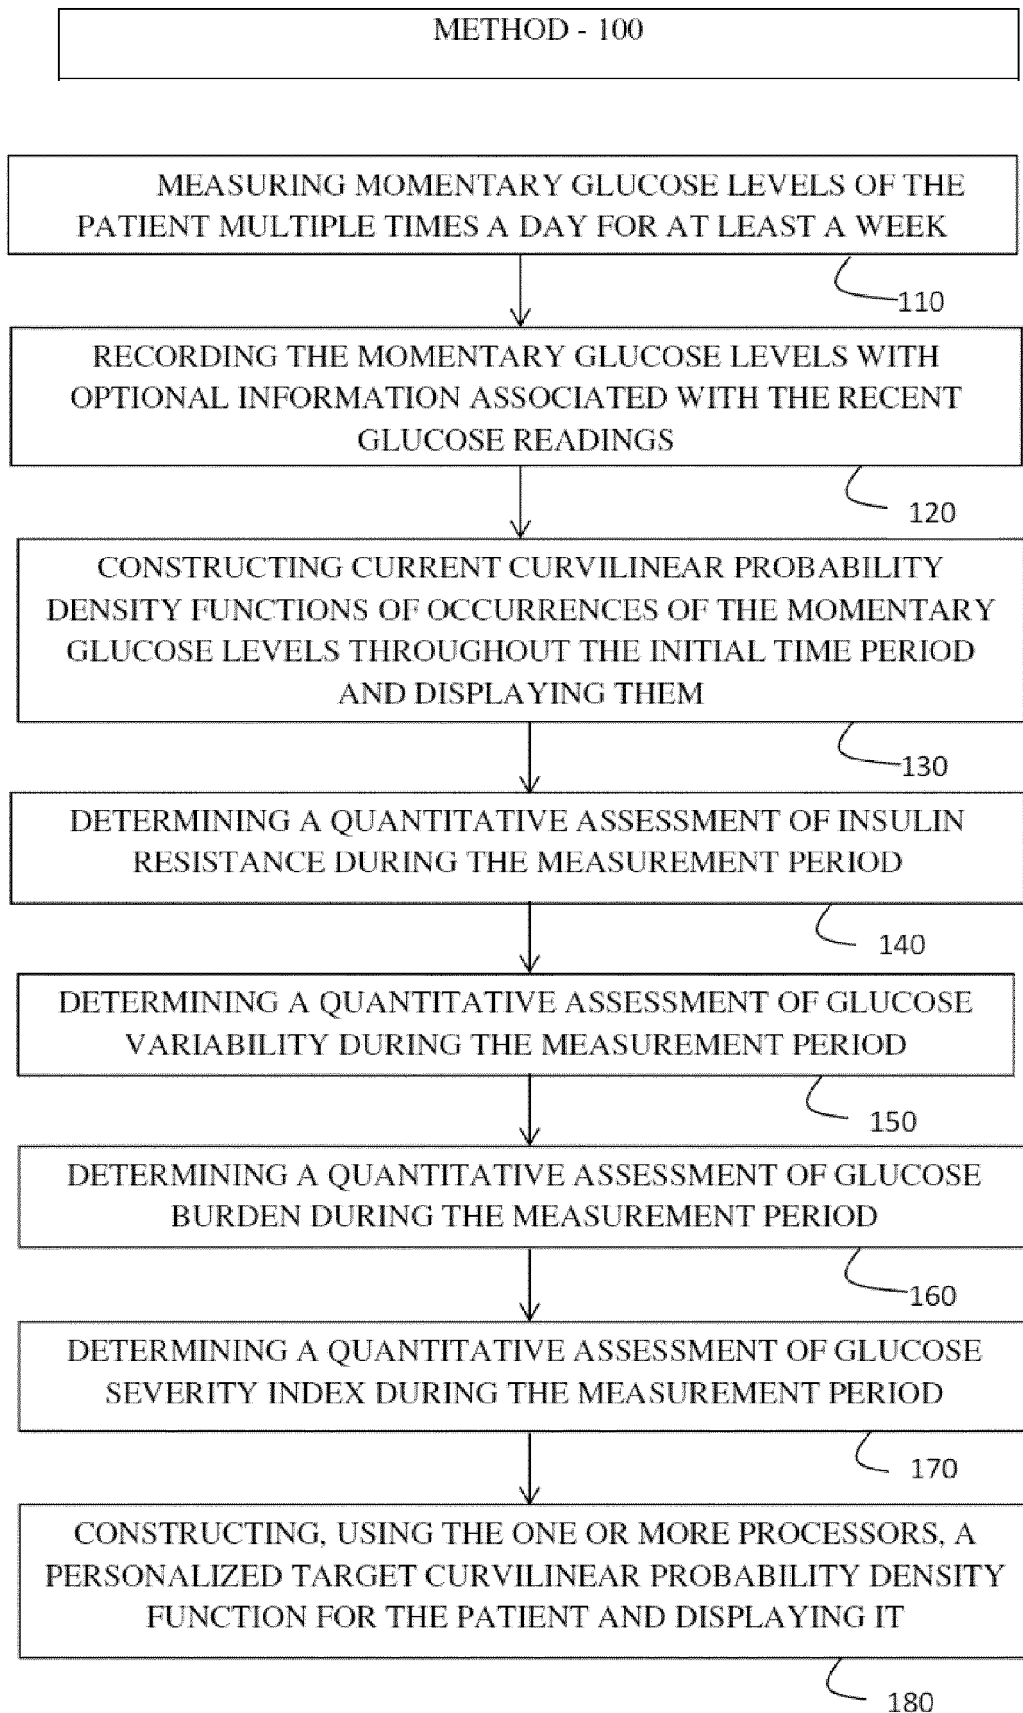 METHOD - 100
MEASURING MOMENTARY GLUCOSE LEVELS OF THE
PATIENT MULTIPLE TIMES A DAY FOR AT LEAST A WEEK
110
RECORDING THE MOMENTARY GLUCOSE LEVELS WITH
OPTIONAL INFORMATION ASSOCIATED WITH THE RECENT
GLUCOSE READINGS
120
CONSTRUCTING CURRENT CURVILINEAR PROBABILITY
DENSITY FUNCTIONS OF OCCURRENCES OF THE MOMENTARY
GLUCOSE LEVELS THROUGHOUT THE INITIAL TIME PERIOD
AND DISPLAYING THEM
130
DETERMINING A QUANTITATIVE ASSESSMENT OF INSULIN
RESISTANCE DURING THE MEASUREMENT PERIOD
140
DETERMINING A QUANTITATIVE ASSESSMENT OF GLUCOSE
VARIABILITY DURING THE MEASUREMENT PERIOD
150
DETERMINING A QUANTITATIVE ASSESSMENT OF GLUCOSE
BURDEN DURING THE MEASUREMENT PERIOD
160
DETERMINING A QUANTITATIVE ASSESSMENT OF GLUCOSE
SEVERITY INDEX DURING THE MEASUREMENT PERIOD
170
CONSTRUCTING, USING THE ONE OR MORE PROCESSORS, A
PERSONALIZED TARGET CURVILINEAR PROBABILITY DENSITY
FUNCTION FOR THE PATIENT AND DISPLAYING IT
180